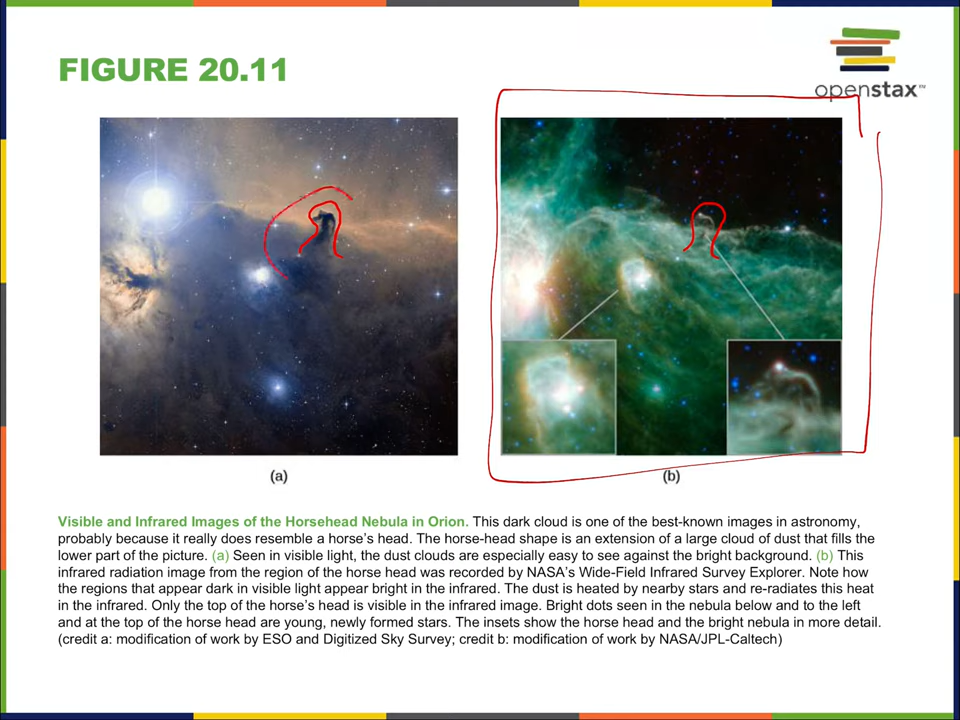 FIGURE 20.11
openstax™
(a)
(b)
Visible and Infrared Images of the Horsehead Nebula in Orion. This dark cloud is one of the best-known images in astronomy,
probably because it really does resemble a horse’s head. The horse-head shape is an extension of a large cloud of dust that fills the
lower part of the picture. (a) Seen in visible light, the dust clouds are especially easy to see against the bright background. (b) This
infrared radiation image from the region of the horse head was recorded by NASA’s Wide-Field Infrared Survey Explorer. Note how
the regions that appear dark in visible light appear bright in the infrared. The dust is heated by nearby stars and re-radiates this heat
in the infrared. Only the top of the horse’s head is visible in the infrared image. Bright dots seen in the nebula below and to the left
and at the top of the horse head are young, newly formed stars. The insets show the horse head and the bright nebula in more detail.
(credit a: modification of work by ESO and Digitized Sky Survey; credit b: modification of work by NASA/JPL-Caltech)